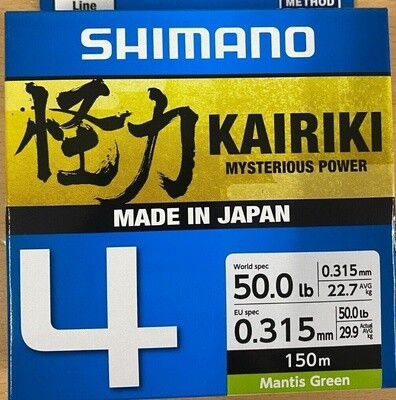 Line
METHOD
SHIMANO
怪力 KAIRIKI
MYSTERIOUS POWER
MADE IN JAPAN
4
World spec
50.0 lb 0.315 mm
22.7 AVG kg
EU spec
0.315 mm 50.0 lb
29.9 Actual AVG kg
150m
Mantis Green